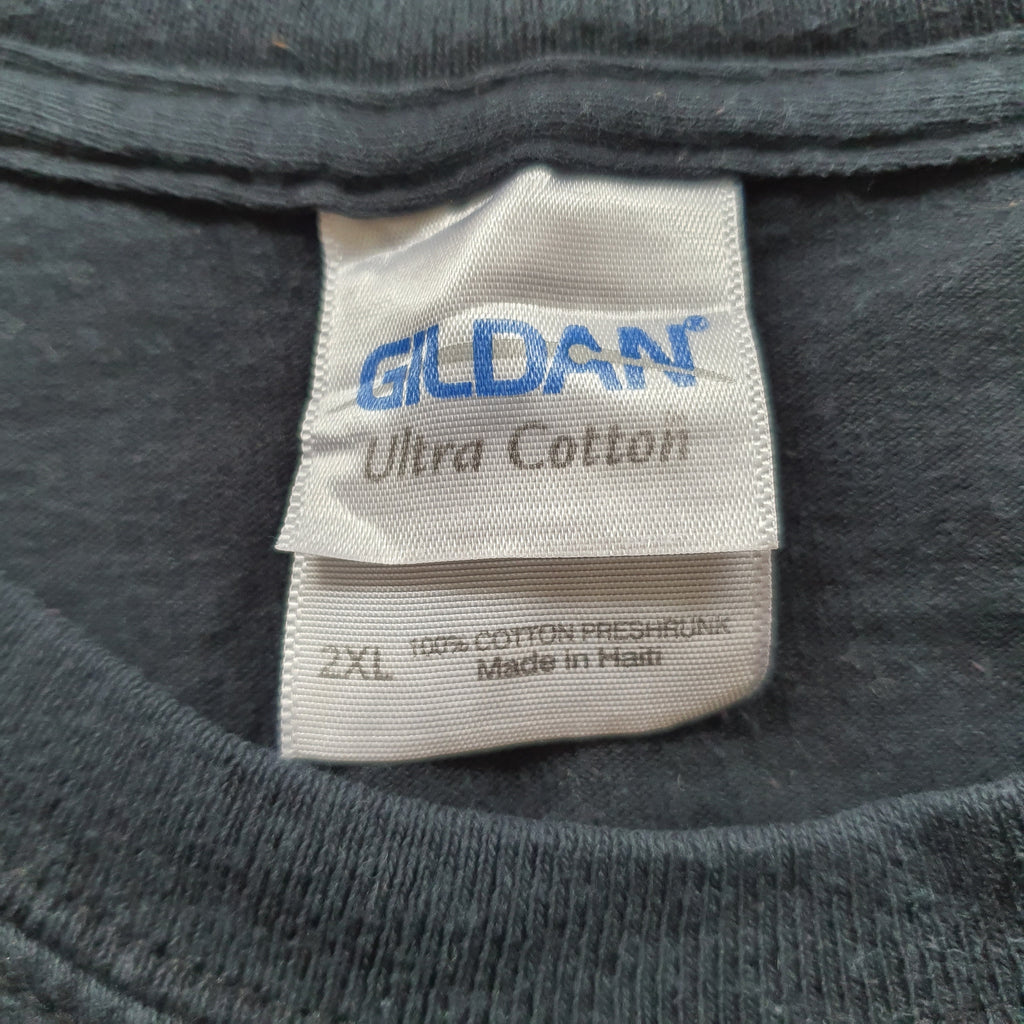 GILDAN®
Ultra Cotton
2XL
100% COTTON PRESHRUNK
Made in Haiti